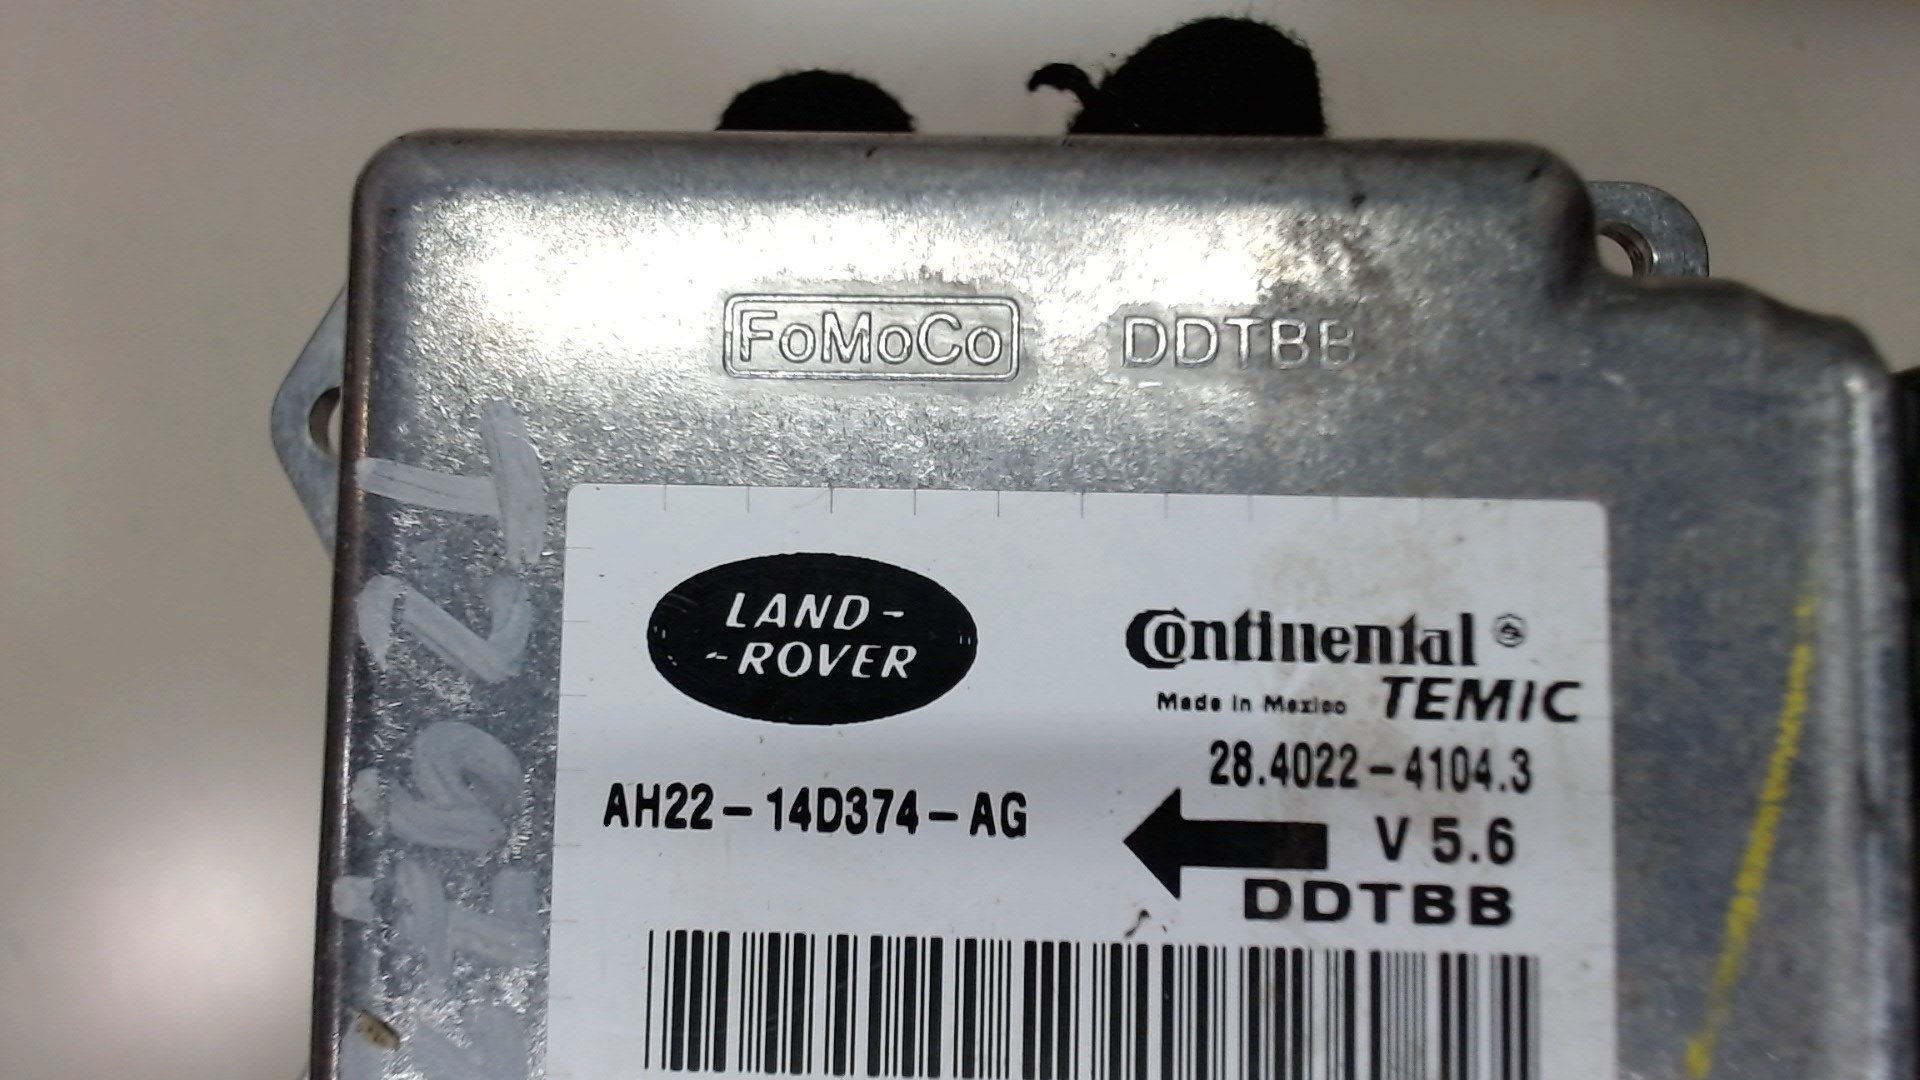 FoMoCo DDTBB
LAND-
-ROVER
Continental
Made in Mexico TEMIC
28.4022-4104.3
AH22-14D374-AG
V 5.6
DDTBB